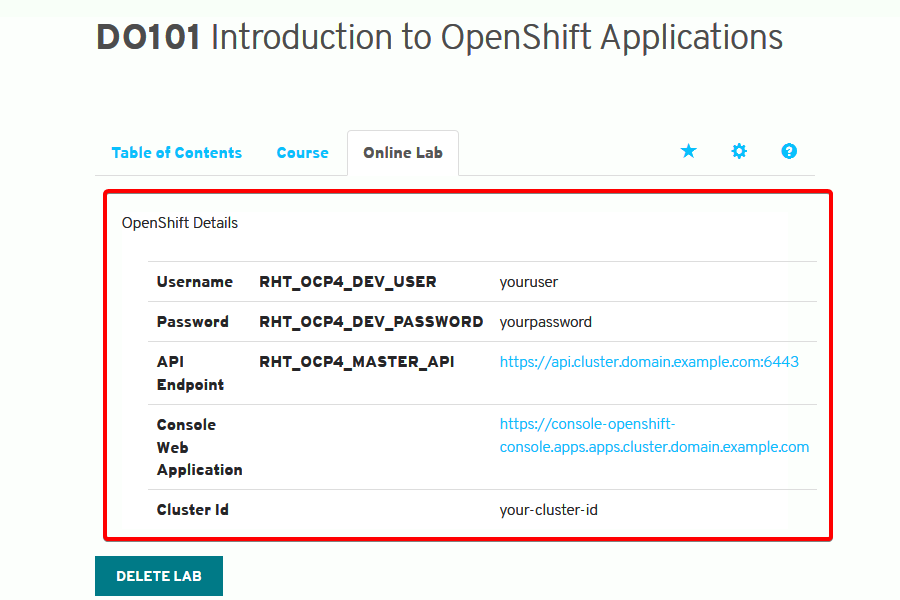 DO101 Introduction to OpenShift Applications
Table of Contents Course Online Lab
OpenShift Details
Username RHT_OCP4_DEV_USER youruser
Password RHT_OCP4_DEV_PASSWORD yourpassword
API RHT_OCP4_MASTER_API https://api.cluster.domain.example.com:6443
Endpoint
Console https://console-openshift-
Web console.apps.apps.cluster.domain.example.com
Application
Cluster Id your-cluster-id
DELETE LAB